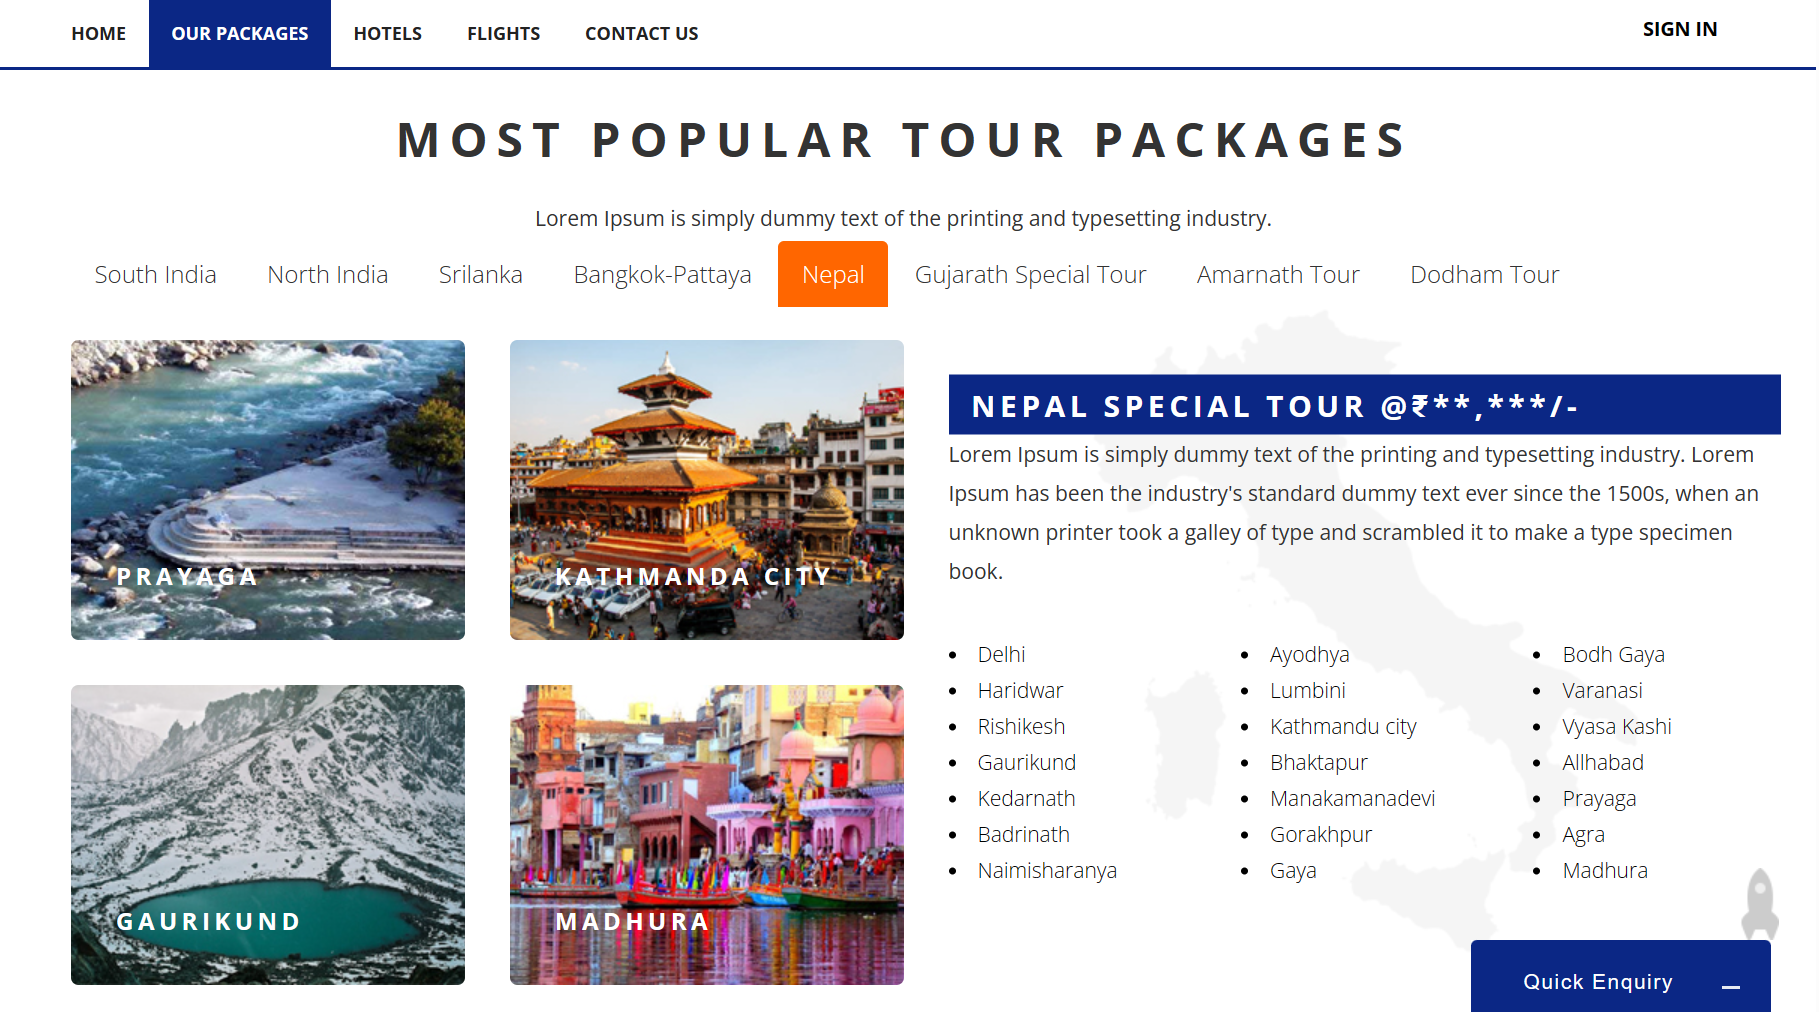 HOME OUR PACKAGES HOTELS FLIGHTS CONTACT US SIGN IN
MOST POPULAR TOUR PACKAGES
Lorem Ipsum is simply dummy text of the printing and typesetting industry.
South India North India Srilanka Bangkok-Pattaya Nepal Gujarath Special Tour Amarnath Tour Dodham Tour
PRAYAGA
KATHMANDA CITY
GAURIKUND
MADHURA
NEPAL SPECIAL TOUR @₹**,***/-
Lorem Ipsum is simply dummy text of the printing and typesetting industry. Lorem
Ipsum has been the industry's standard dummy text ever since the 1500s, when an
unknown printer took a galley of type and scrambled it to make a type specimen
book.
Delhi
Haridwar
Rishikesh
Gaurikund
Kedarnath
Badrinath
Naimisharanya
Ayodhya
Lumbini
Kathmandu city
Bhaktapur
Manakamanadevi
Gorakhpur
Gaya
Bodh Gaya
Varanasi
Vyasa Kashi
Allhabad
Prayaga
Agra
Madhura
Quick Enquiry